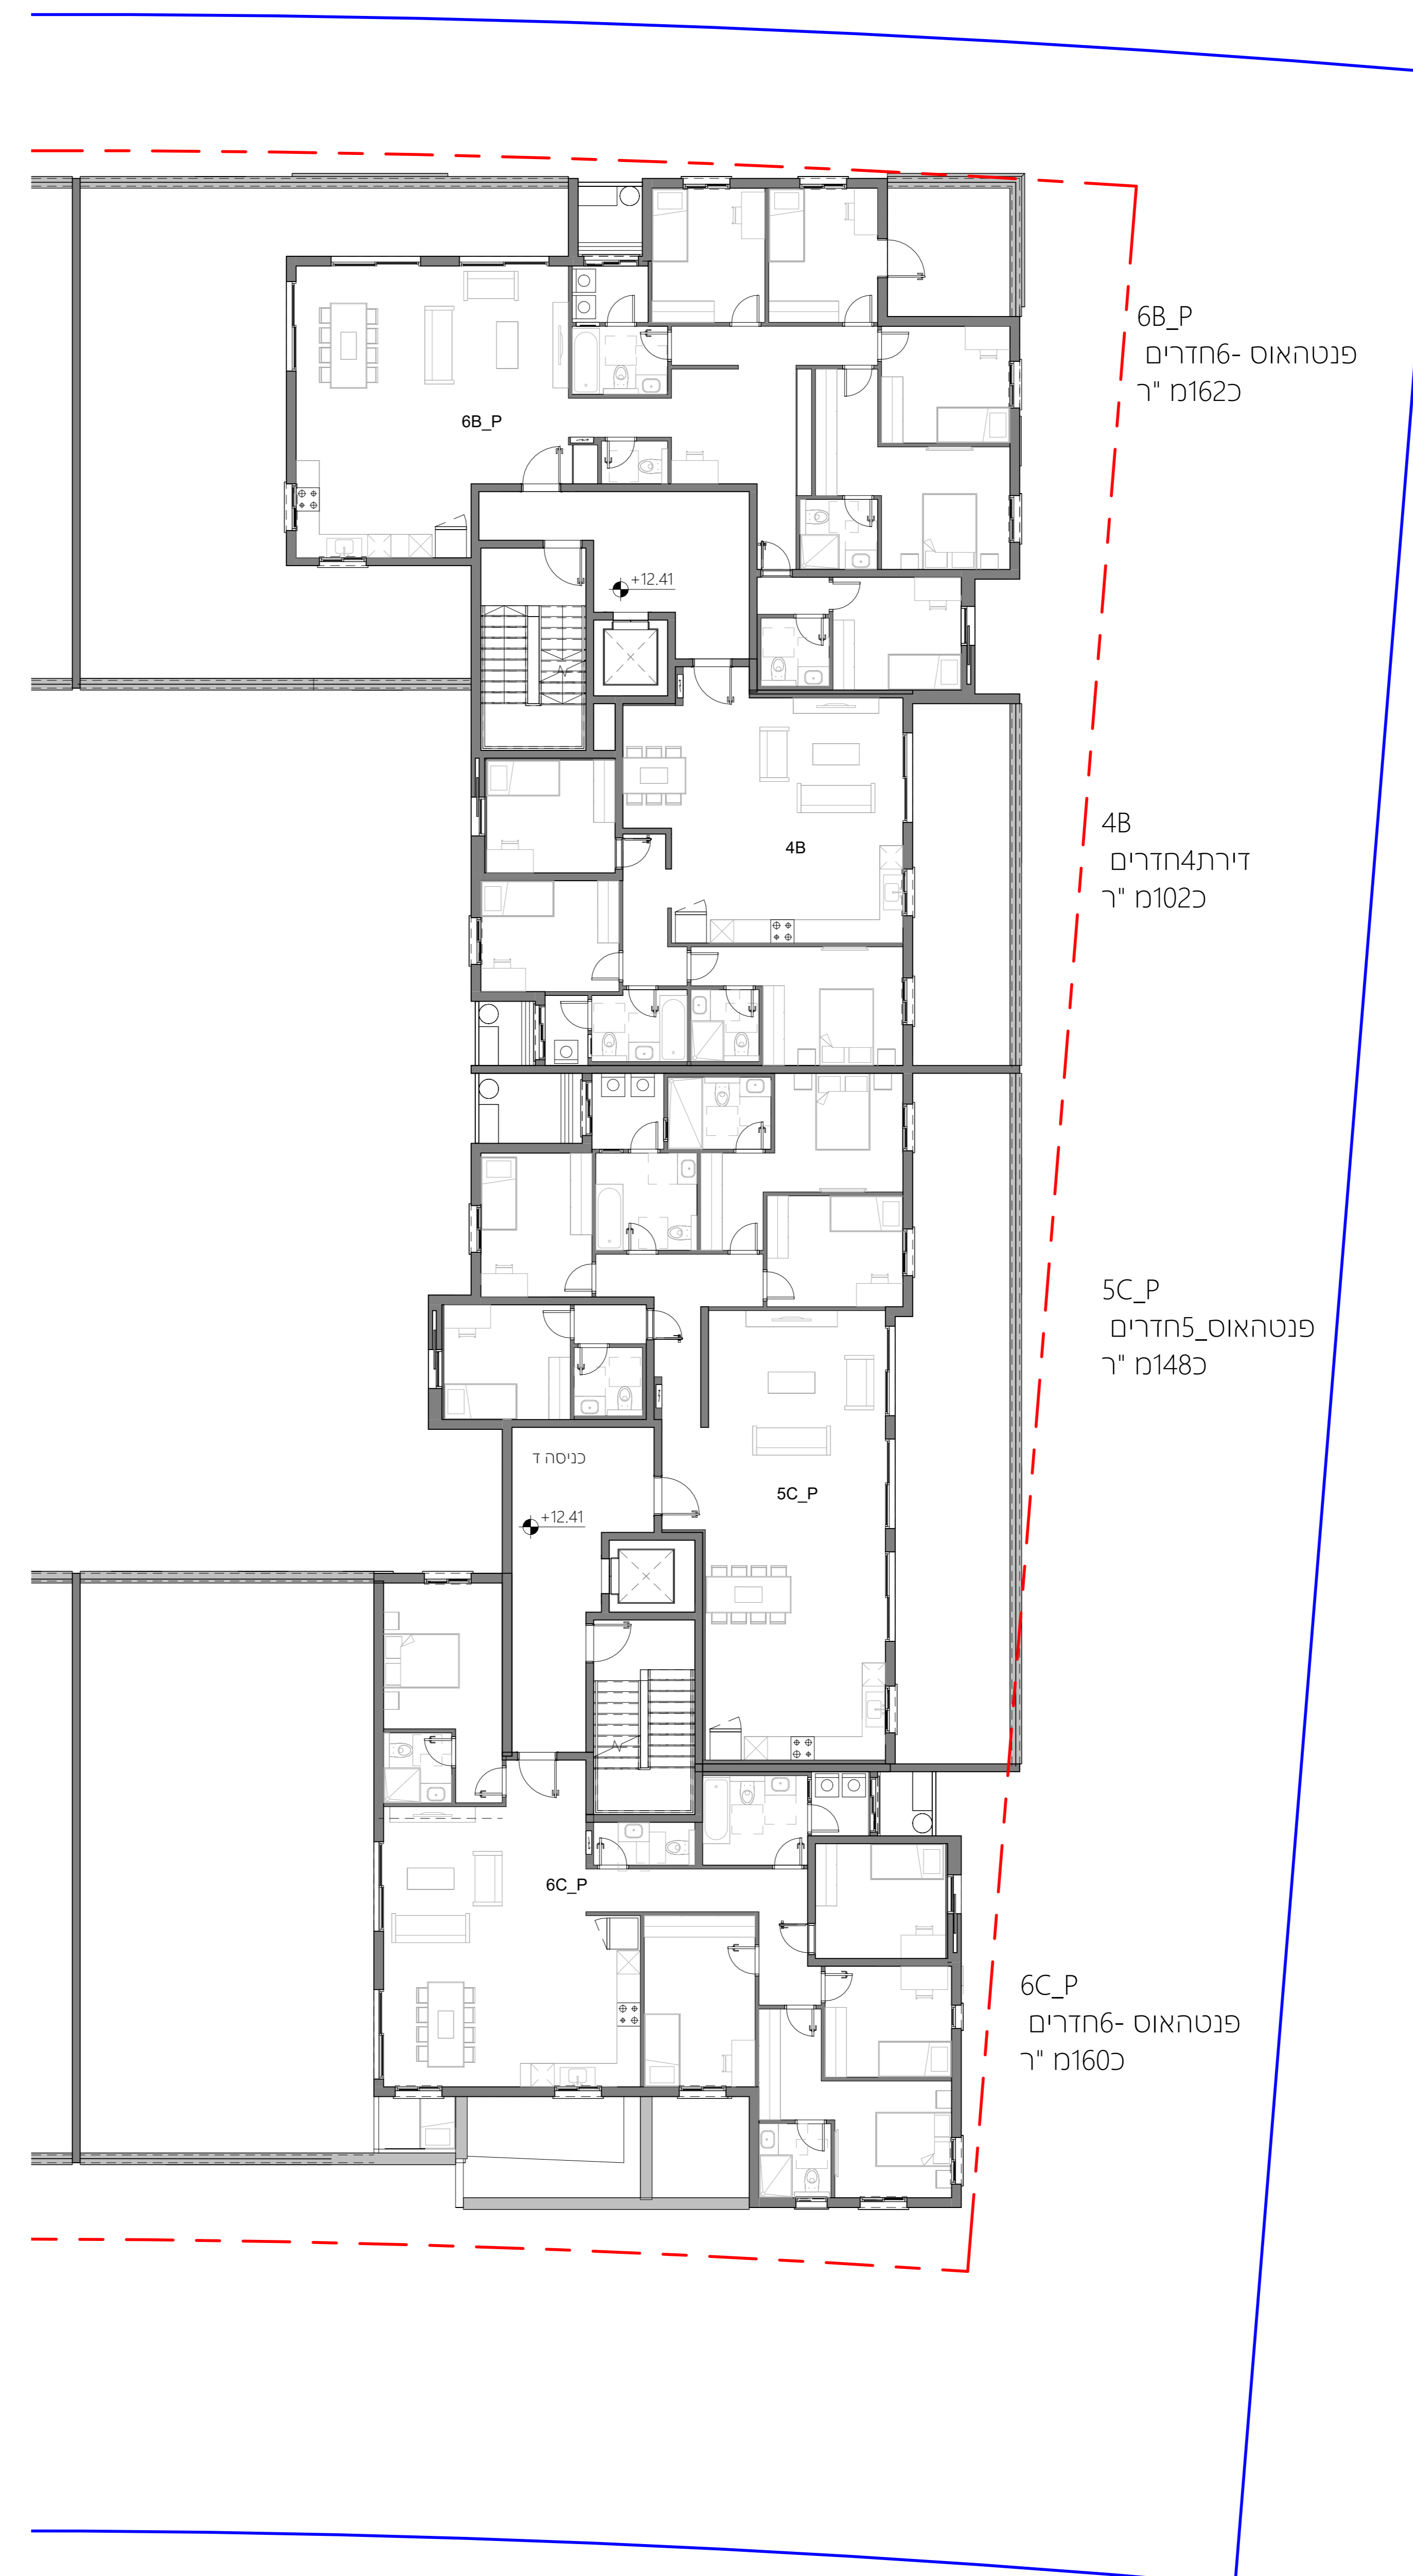 6B_P
פנטהאוס -6חדרים
כ162מ "ר
6B_P
+12.41
4B
דירת4חדרים
כ102מ "ר
4B
5C_P
פנטהאוס_5חדרים
כ148מ "ר
כניסה ד
5C_P
+12.41
6C_P
6C_P
פנטהאוס -6חדרים
כ160מ "ר